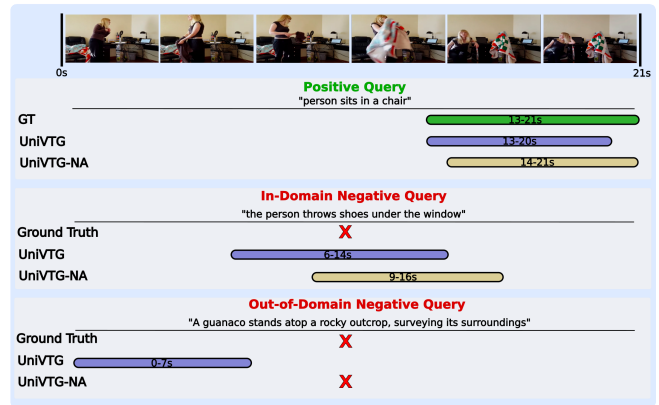 0s
21s
Positive Query
"person sits in a chair"
GT
13-21s
UniVTG
13-20s
UniVTG-NA
14-21s
In-Domain Negative Query
"the person throws shoes under the window"
Ground Truth
X
UniVTG
6-14s
UniVTG-NA
9-16s
Out-of-Domain Negative Query
"A guanaco stands atop a rocky outcrop, surveying its surroundings"
Ground Truth
X
UniVTG
0-7s
UniVTG-NA
X